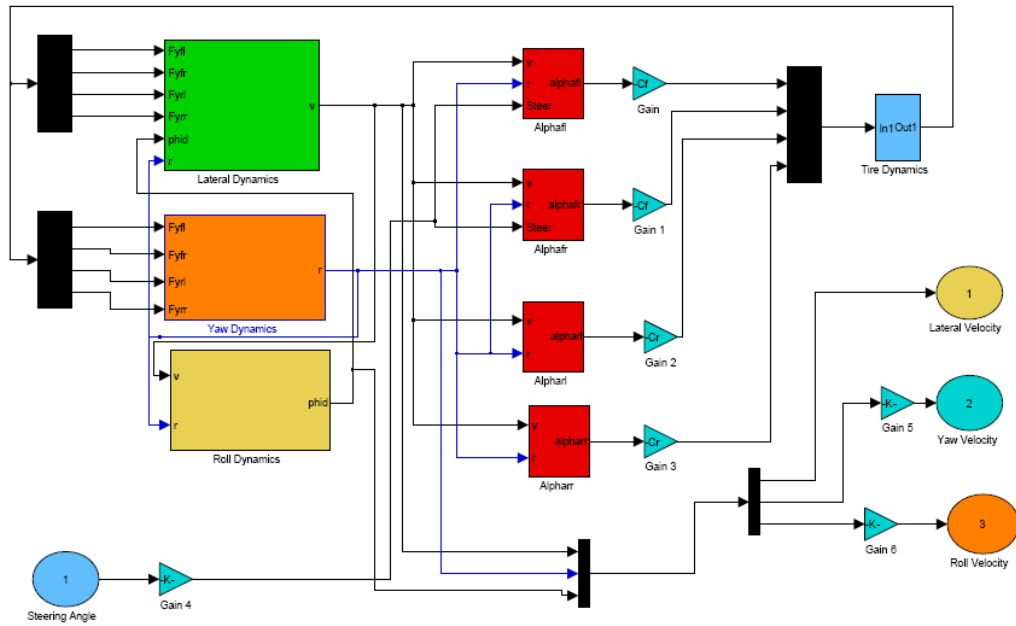 Fyfl
Fyfr
Fyrl
Fyrr
phid
r
v
Lateral Dynamics
Fyfl
Fyfr
Fyrl
Fyrr
r
Yaw Dynamics
v
r
phid
Roll Dynamics
v
r
Steer
alphafl
Alphafl
-Cf
Gain
v
r
Steer
alphafr
Alphafr
-Cf
Gain 1
v
r
alpharl
Alpharl
-Cr
Gain 2
v
r
alpharr
Alpharr
-Cr
Gain 3
In1
Out1
Tire Dynamics
1
Lateral Velocity
-K-
Gain 5
2
Yaw Velocity
-K-
Gain 6
3
Roll Velocity
1
Steering Angle
-K-
Gain 4